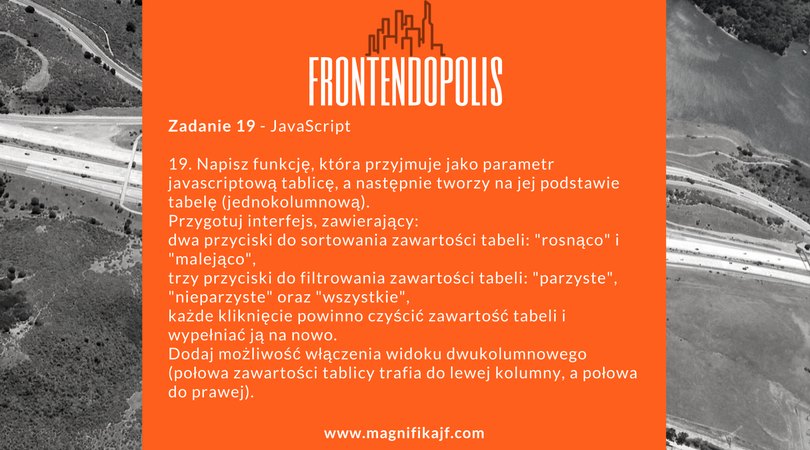 FRONTENDOPOLIS
Zadanie 19 - JavaScript
19. Napisz funkcję, która przyjmuje jako parametr
javascriptową tablicę, a następnie tworzy na jej podstawie
tabelę (jednokolumnową).
Przygotuj interfejs, zawierający:
dwa przyciski do sortowania zawartości tabeli: "rosnąco" i
"malejąco",
trzy przyciski do filtrowania zawartości tabeli: "parzyste",
"nieparzyste" oraz "wszystkie",
każde kliknięcie powinno czyścić zawartość tabeli i
wypełniać ją na nowo.
Dodaj możliwość włączenia widoku dwukolumnowego
(połowa zawartości tablicy trafia do lewej kolumny, a połowa
do prawej).
www.magnifikajf.com